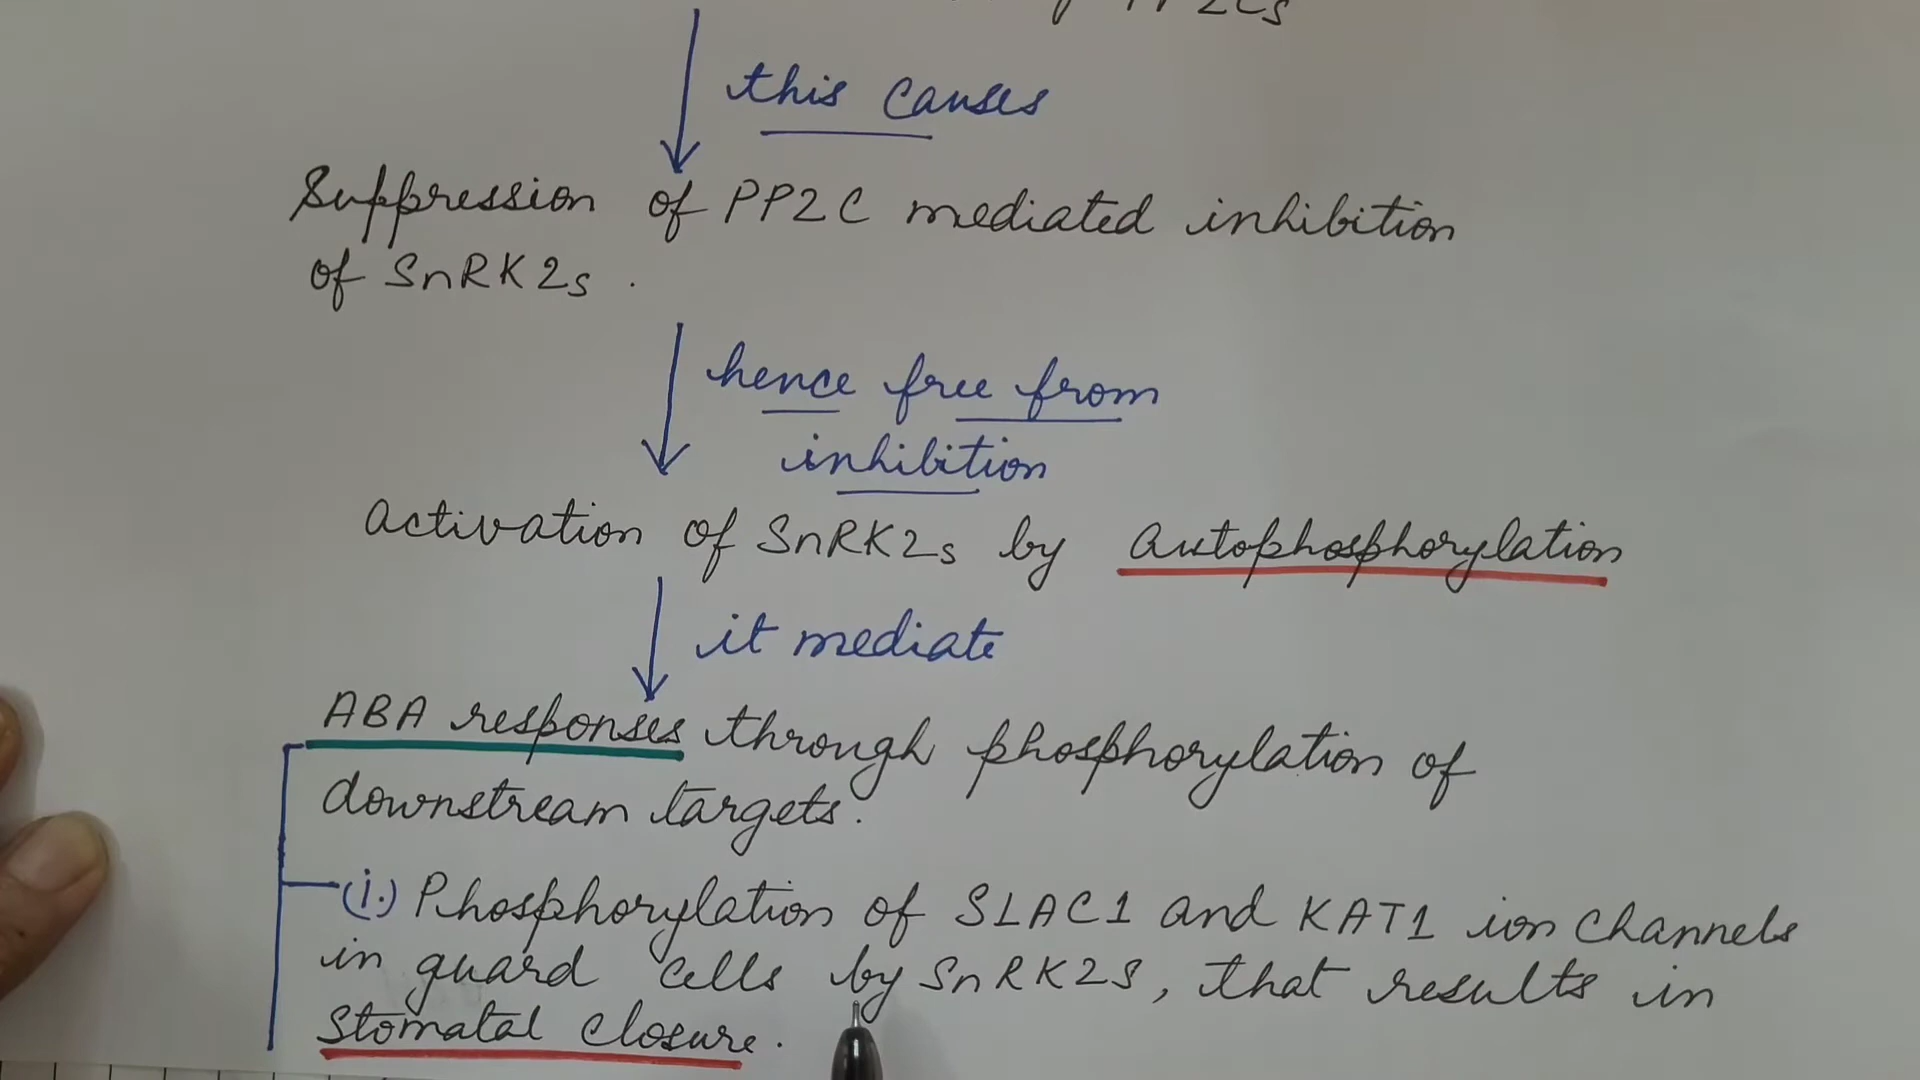 PP2Cs
this causes
Suppression of PP2C mediated inhibition
of SnRK2s .
hence free from
inhibition
activation of SnRK2s by autophosphorylation
it mediate
ABA responses through phosphorylation of
downstream targets.
(i.) Phosphorylation of SLAC1 and KAT1 ion channels
in guard cells by SnRK2S, that results in
stomatal closure .